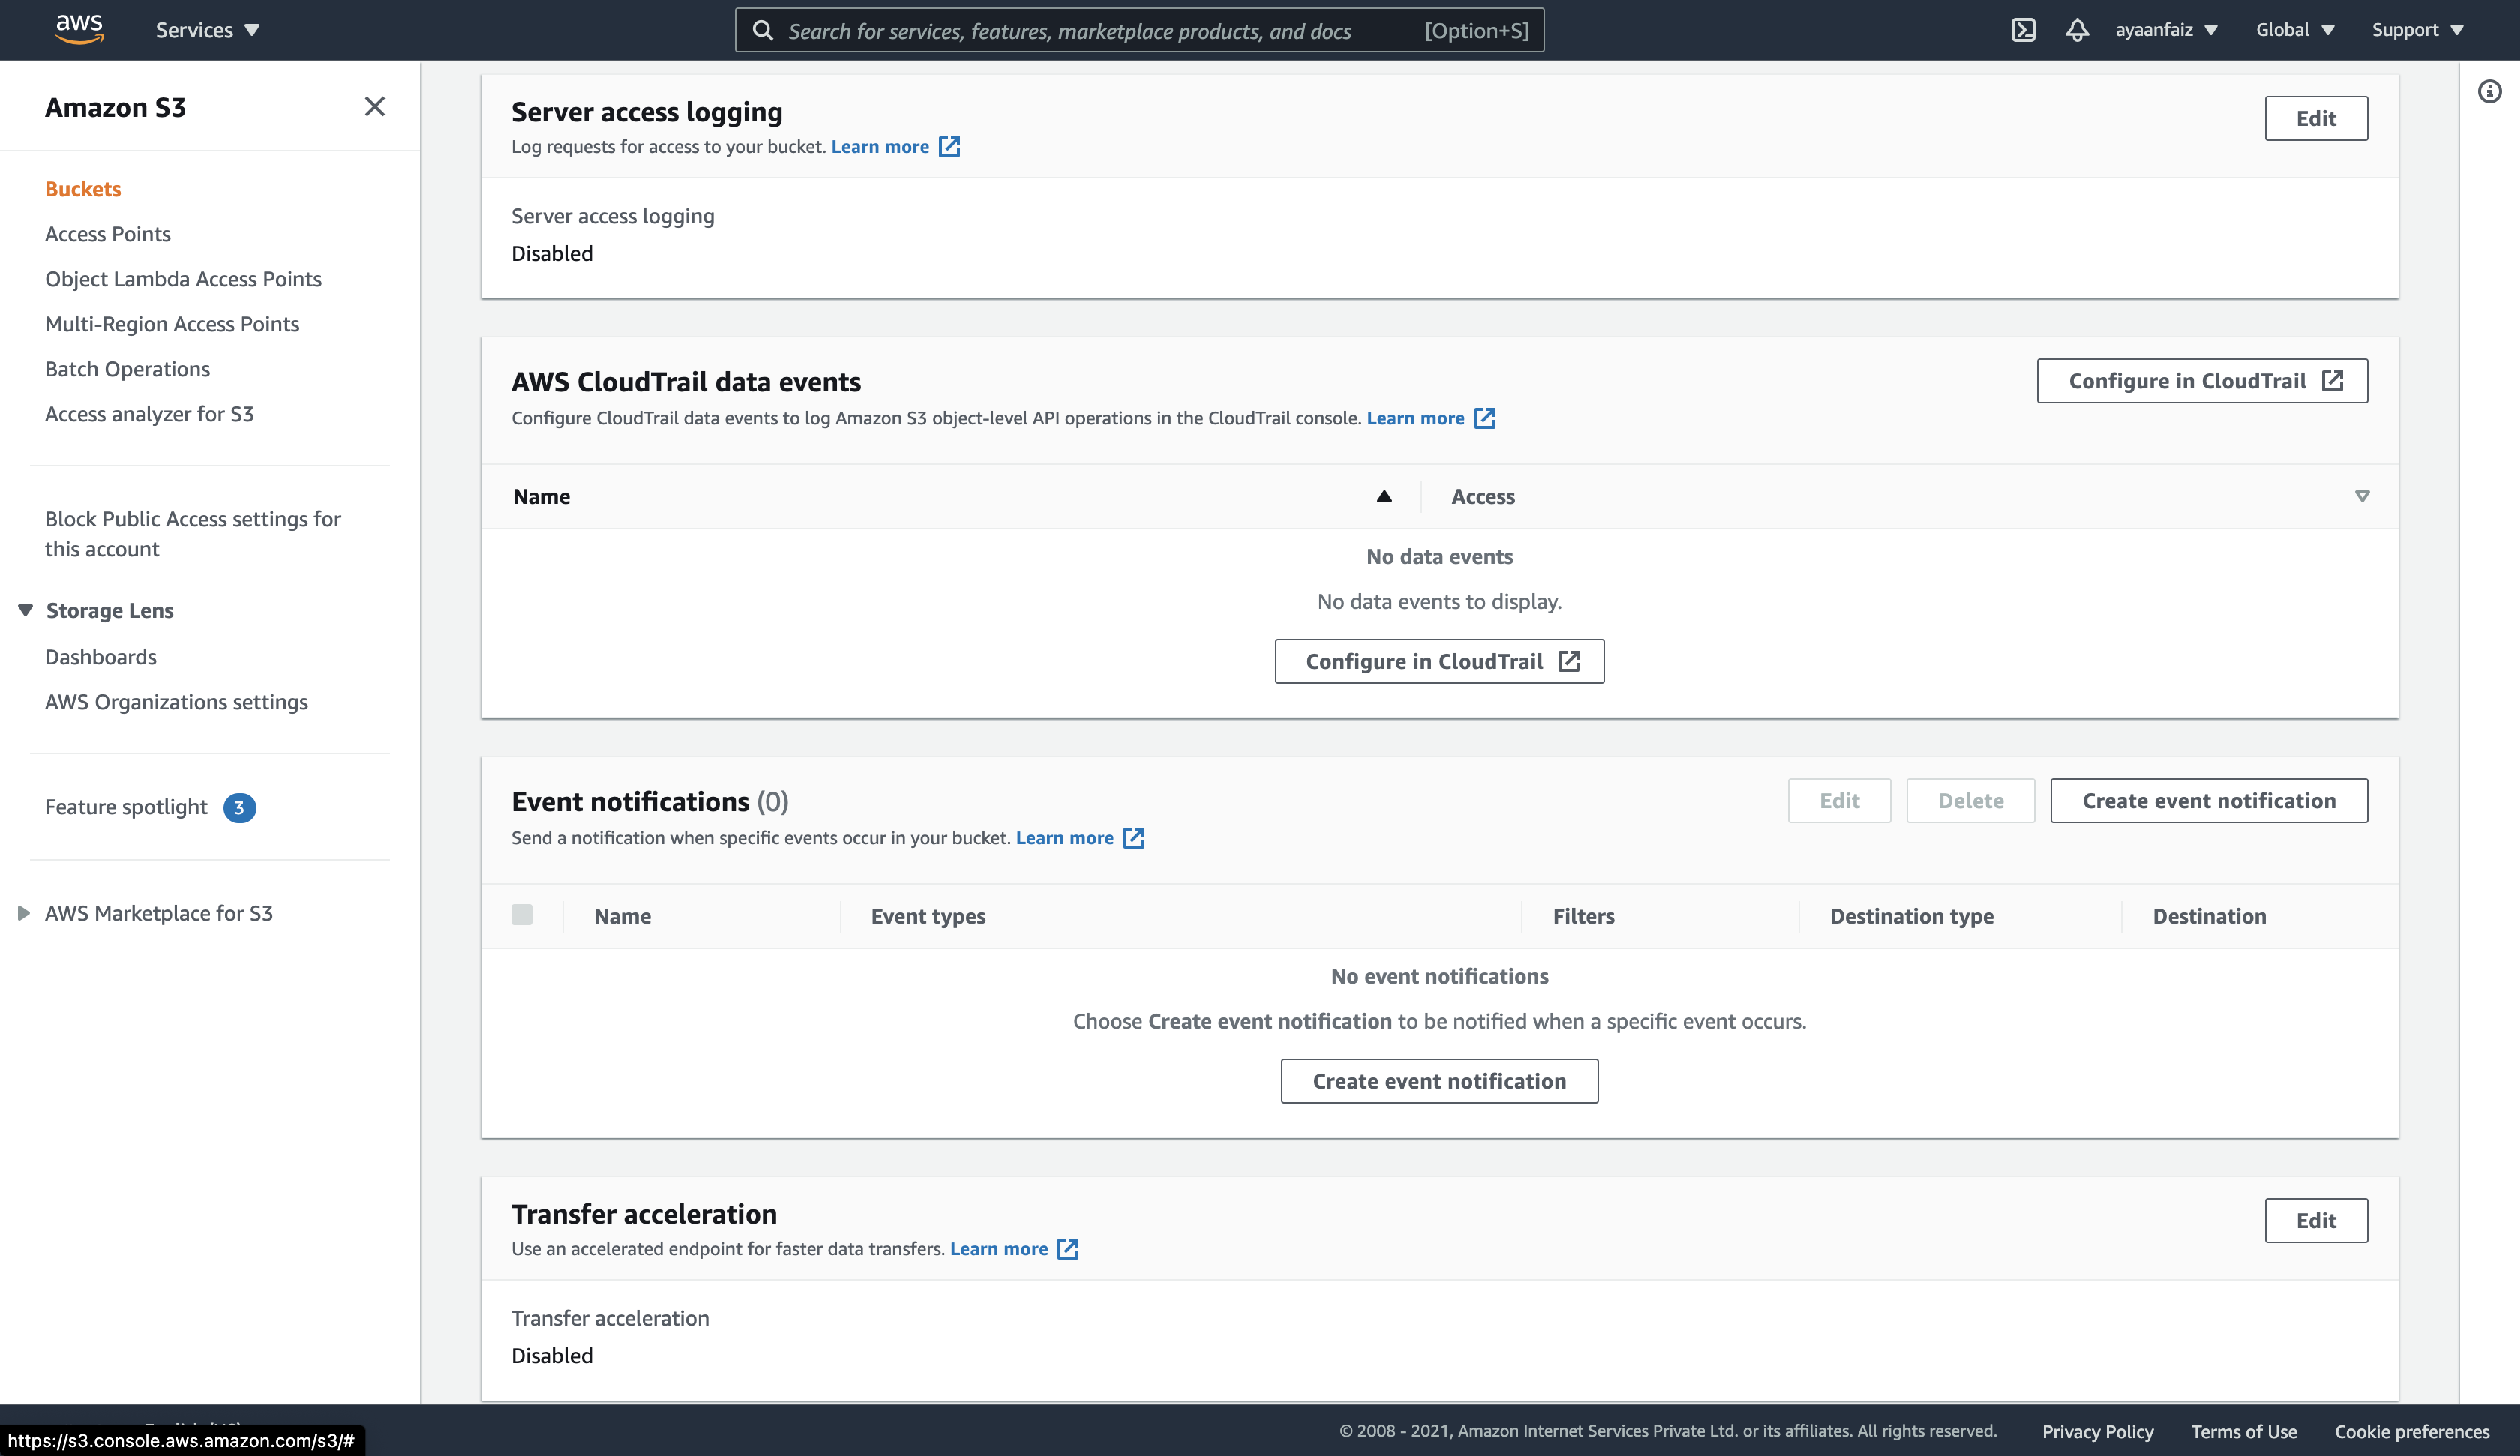 aws
Services
Search for services, features, marketplace products, and docs
[Option+S]
ayaanfaiz
Global
Support
Amazon S3
Buckets
Access Points
Object Lambda Access Points
Multi-Region Access Points
Batch Operations
Access analyzer for S3
Block Public Access settings for
this account
Storage Lens
Dashboards
AWS Organizations settings
Feature spotlight 3
AWS Marketplace for S3
Server access logging
Edit
Log requests for access to your bucket. Learn more
Server access logging
Disabled
AWS CloudTrail data events
Configure in CloudTrail
Configure CloudTrail data events to log Amazon S3 object-level API operations in the CloudTrail console. Learn more
Name
Access
No data events
No data events to display.
Configure in CloudTrail
Event notifications (0)
Edit
Delete
Create event notification
Send a notification when specific events occur in your bucket. Learn more
Name
Event types
Filters
Destination type
Destination
No event notifications
Choose Create event notification to be notified when a specific event occurs.
Create event notification
Transfer acceleration
Edit
Use an accelerated endpoint for faster data transfers. Learn more
Transfer acceleration
Disabled
https://s3.console.aws.amazon.com/s3/#
© 2008 - 2021, Amazon Internet Services Private Ltd. or its affiliates. All rights reserved.
Privacy Policy
Terms of Use
Cookie preferences